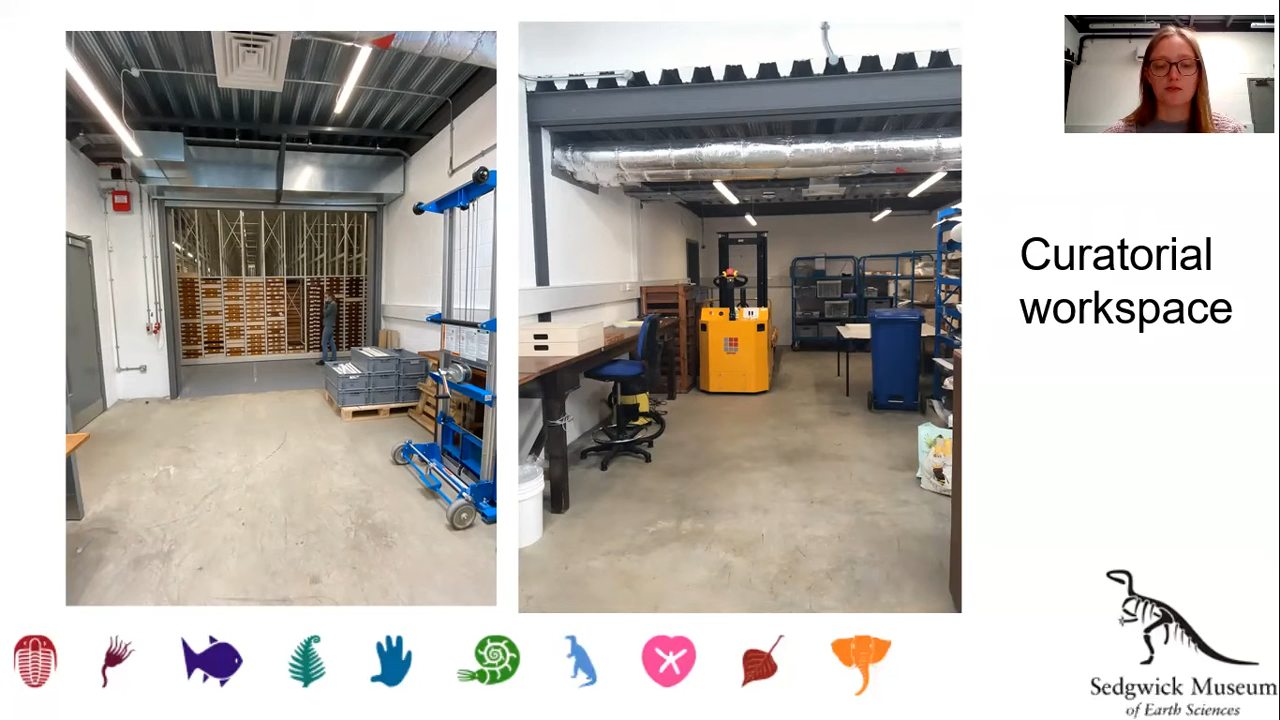 Curatorial
workspace
Sedgwick Museum
of Earth Sciences